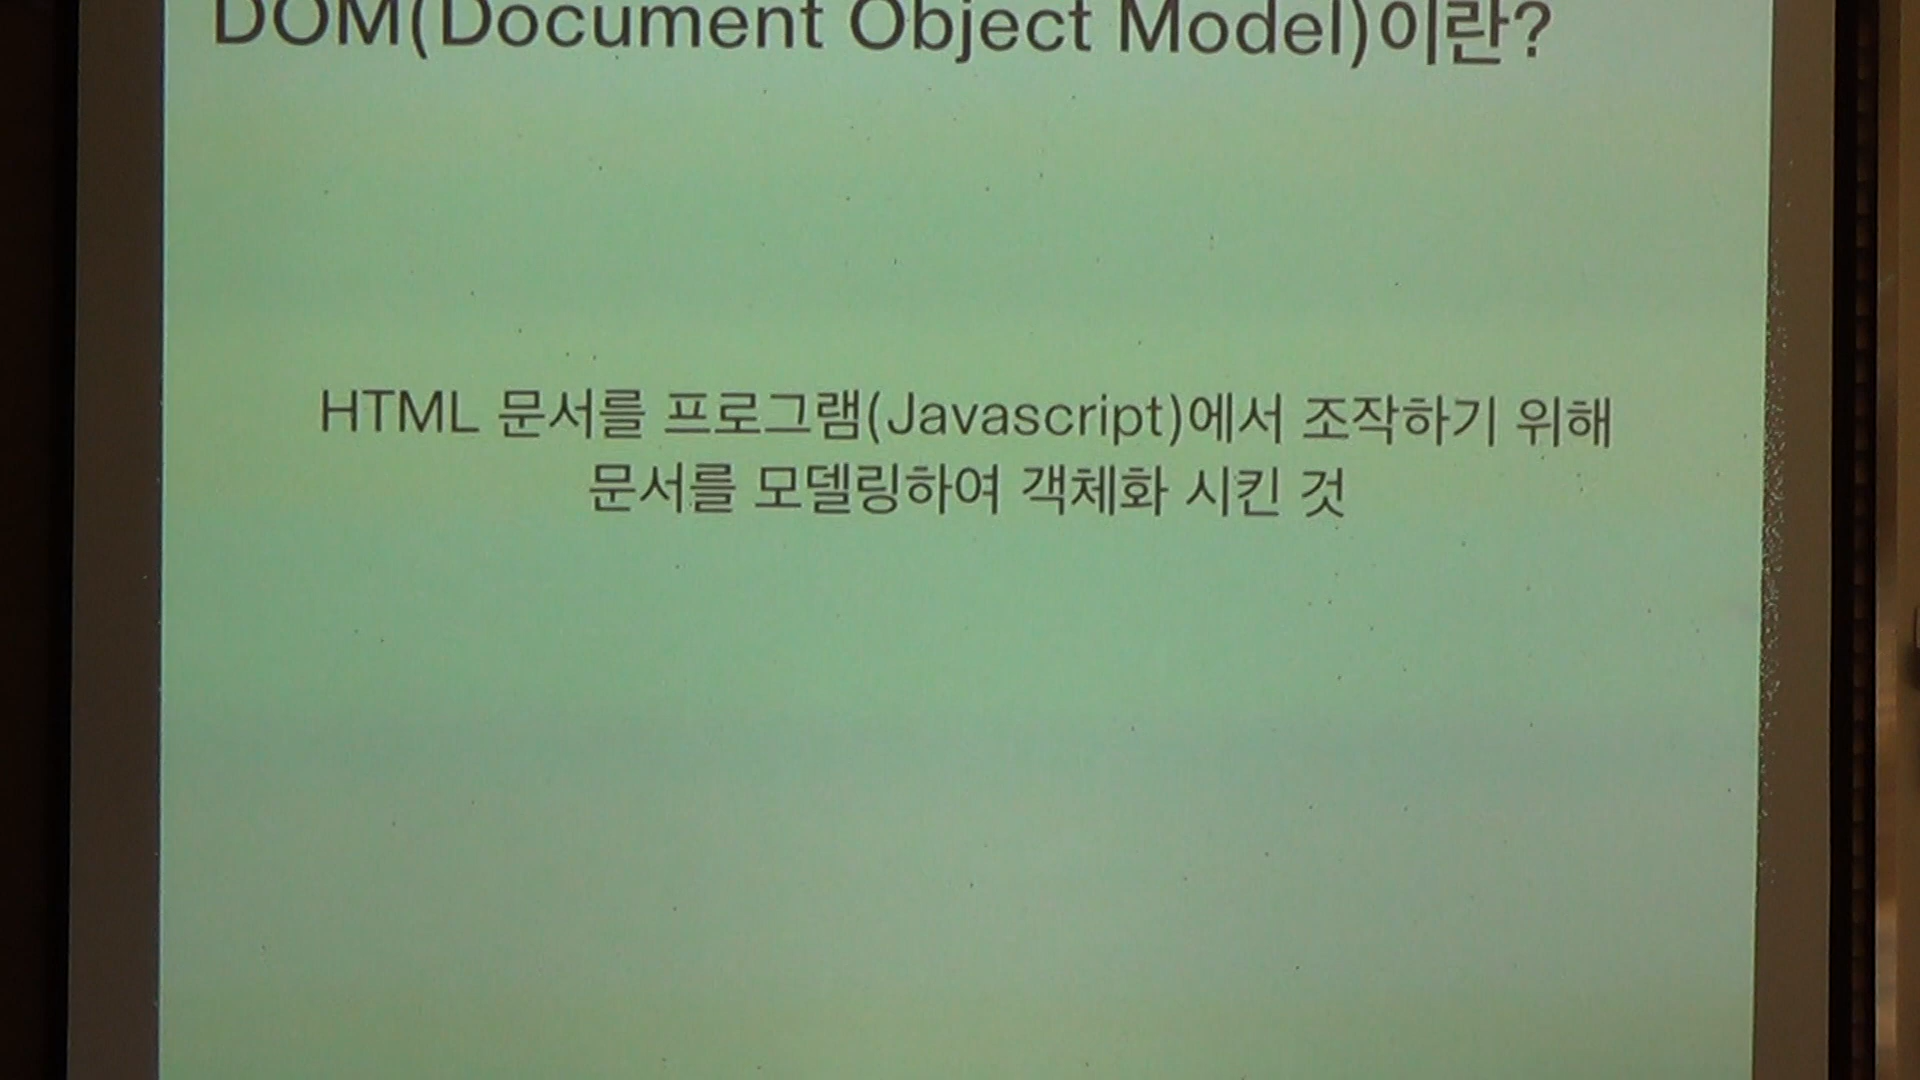 DOM(Document Object Model)이란?
HTML 문서를 프로그램(Javascript)에서 조작하기 위해
문서를 모델링하여 객체화 시킨 것